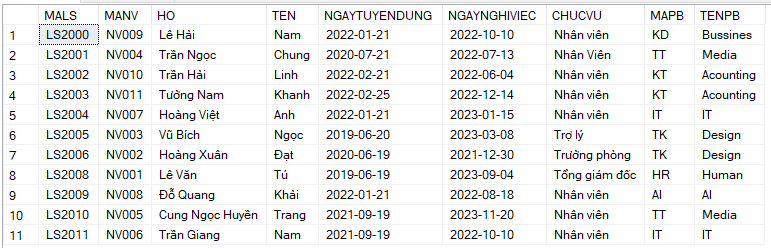 MALS MANV HO TEN NGAYTUYENDUNG NGAYNGHIVIEC CHUCVU MAPB TENPB
1 LS2000 NV009 Lê Hải Nam 2022-01-21 2022-10-10 Nhân viên KD Bussines
2 LS2001 NV004 Trần Ngọc Chung 2020-07-21 2022-07-13 Nhân Viên TT Media
3 LS2002 NV010 Trần Hải Linh 2022-02-21 2022-06-04 Nhân viên KT Acounting
4 LS2003 NV011 Tưởng Nam Khanh 2022-02-25 2022-12-14 Nhân viên KT Acounting
5 LS2004 NV007 Hoàng Việt Anh 2022-01-21 2023-01-15 Nhân viên IT IT
6 LS2005 NV003 Vũ Bích Ngọc 2019-06-20 2023-03-08 Trợ lý TK Design
7 LS2006 NV002 Hoàng Xuân Đạt 2020-06-19 2021-12-30 Trưởng phòng TK Design
8 LS2008 NV001 Lê Văn Tú 2019-06-19 2023-09-04 Tổng giám đốc HR Human
9 LS2009 NV008 Đỗ Quang Khải 2022-01-21 2022-08-18 Nhân viên AI AI
10 LS2010 NV005 Cung Ngọc Huyền Trang 2021-09-19 2023-11-20 Nhân viên TT Media
11 LS2011 NV006 Trần Giang Nam 2021-09-19 2022-10-10 Nhân viên IT IT